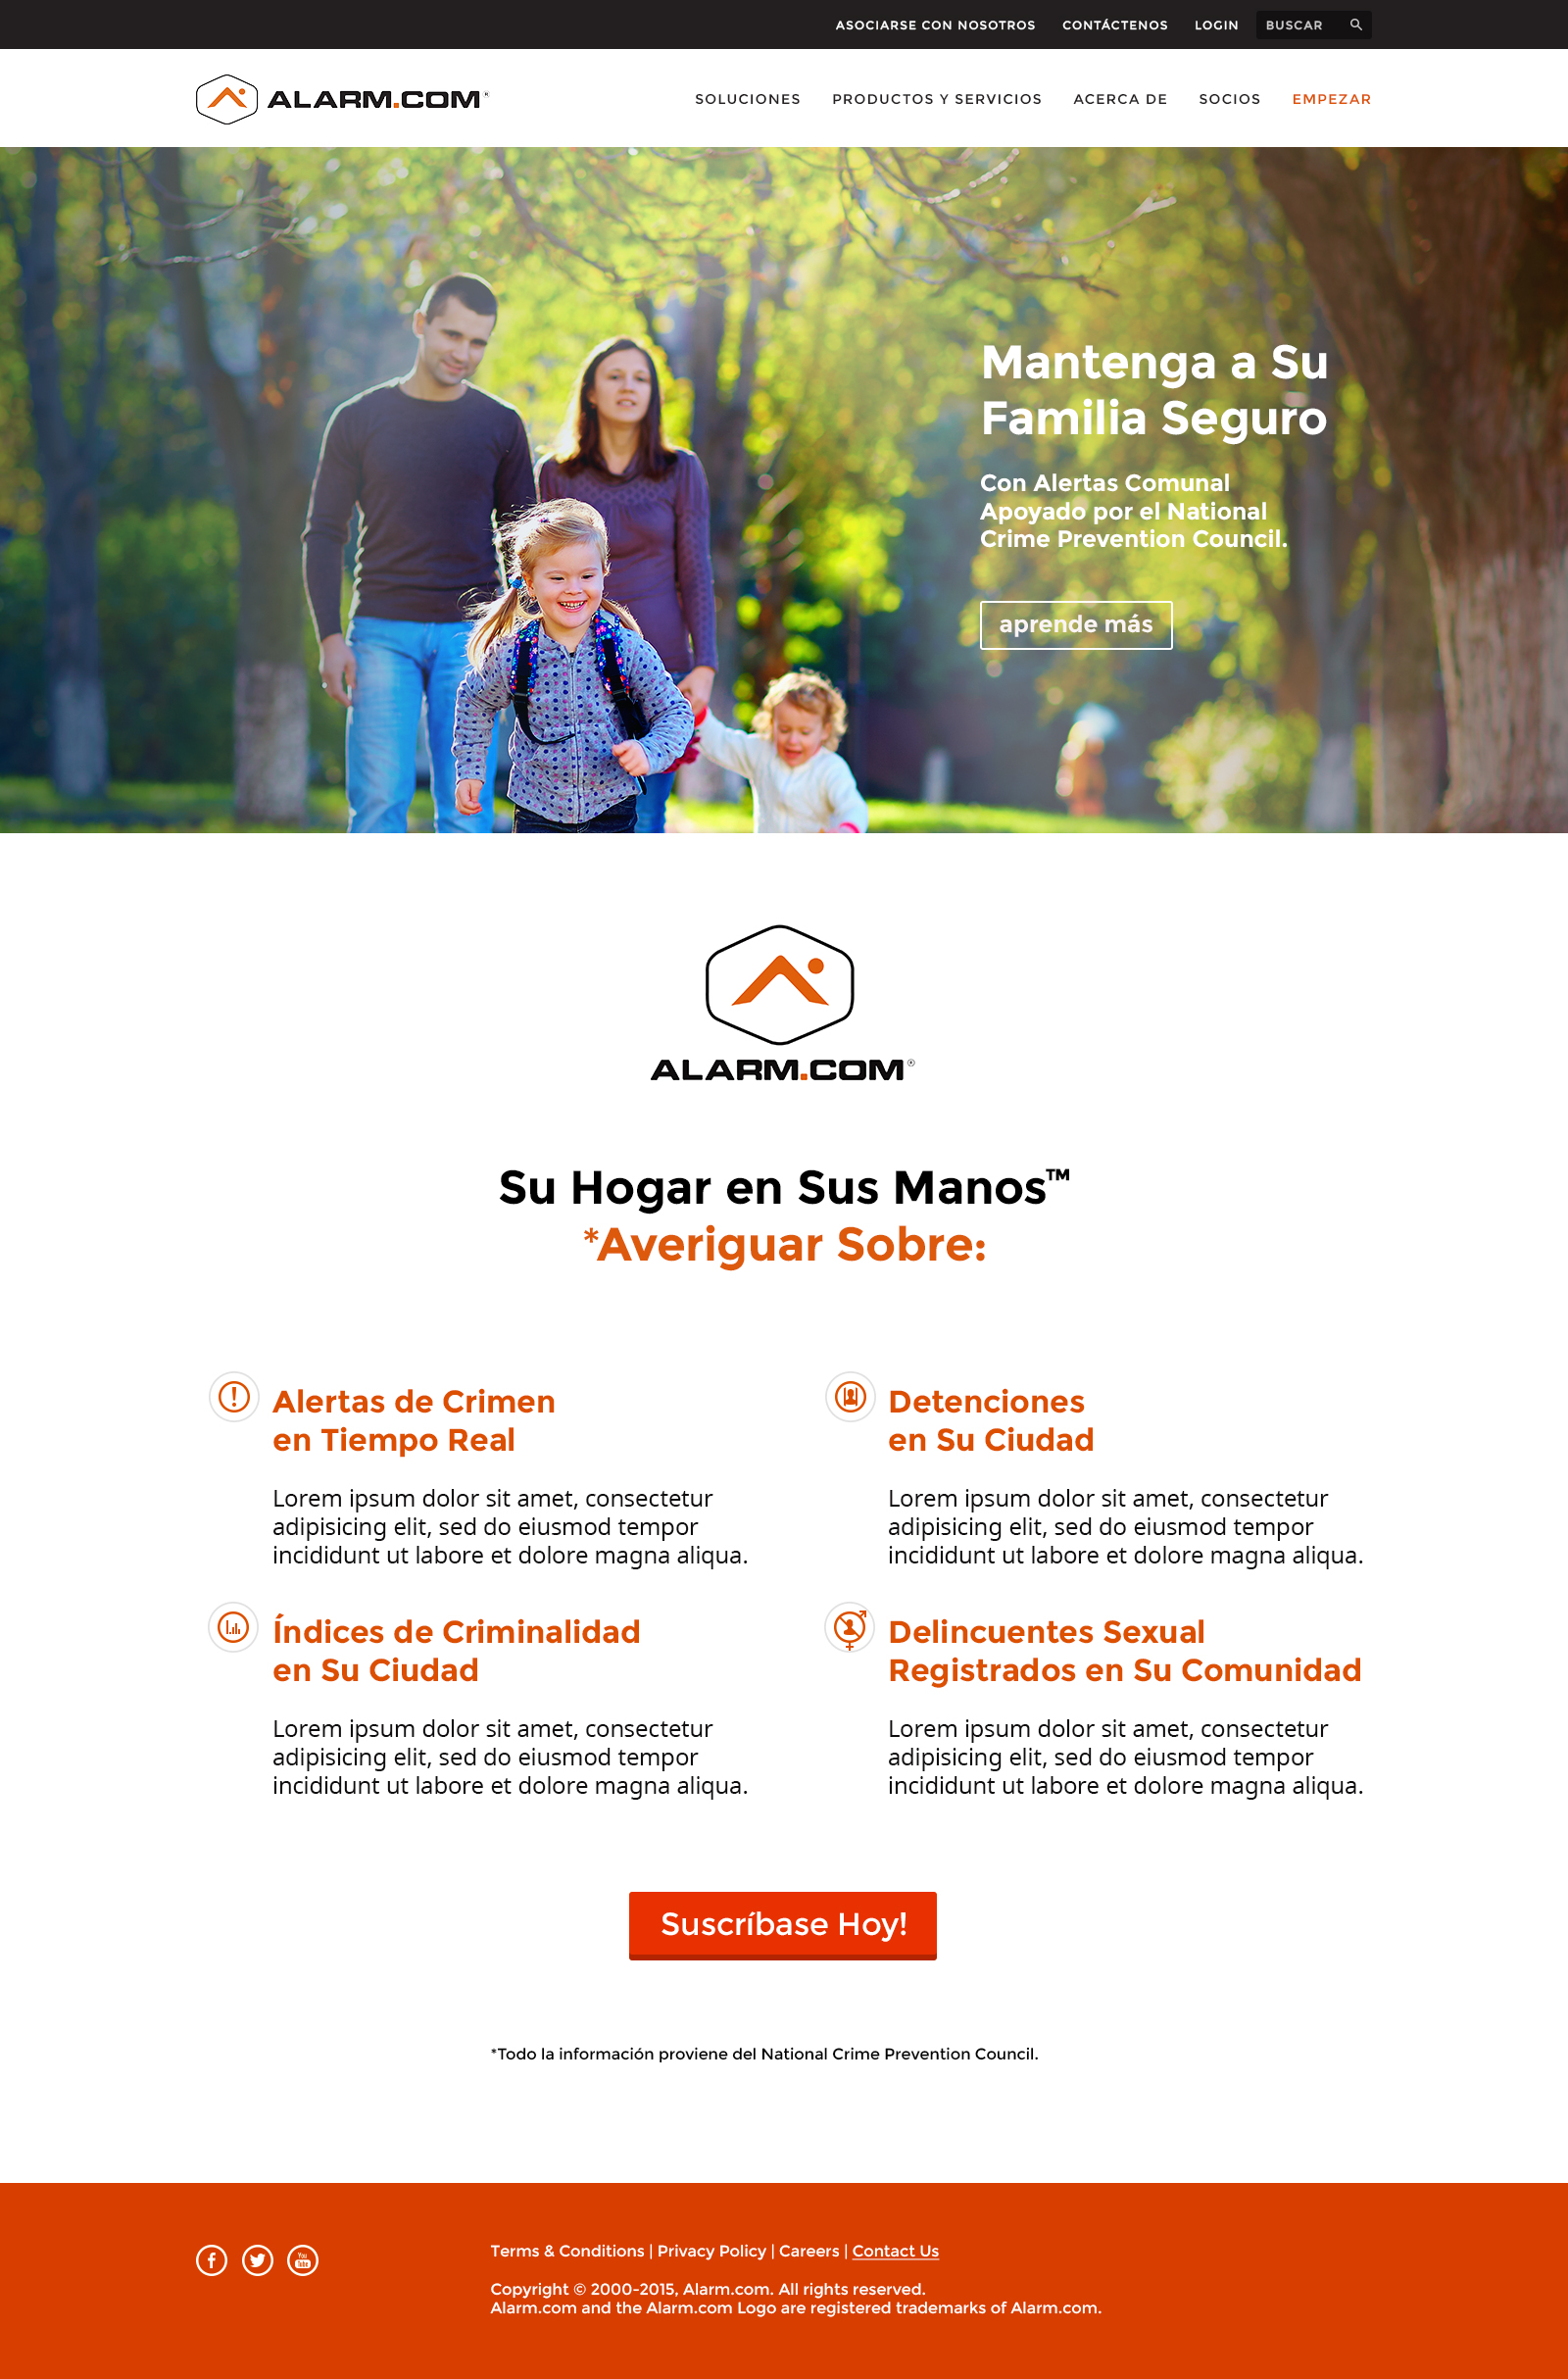 ASOCIARSE CON NOSOTROS CONTÁCTENOS LOGIN BUSCAR
ALARM.COM®
SOLUCIONES PRODUCTOS Y SERVICIOS ACERCA DE SOCIOS EMPEZAR
Mantenga a Su
Familia Seguro
Con Alertas Comunal
Apoyado por el National
Crime Prevention Council.
aprende más
ALARM.COM®
Su Hogar en Sus Manos™
*Averiguar Sobre:
Alertas de Crimen
en Tiempo Real
Lorem ipsum dolor sit amet, consectetur
adipisicing elit, sed do eiusmod tempor
incididunt ut labore et dolore magna aliqua.
Detenciones
en Su Ciudad
Lorem ipsum dolor sit amet, consectetur
adipisicing elit, sed do eiusmod tempor
incididunt ut labore et dolore magna aliqua.
Índices de Criminalidad
en Su Ciudad
Lorem ipsum dolor sit amet, consectetur
adipisicing elit, sed do eiusmod tempor
incididunt ut labore et dolore magna aliqua.
Delincuentes Sexual
Registrados en Su Comunidad
Lorem ipsum dolor sit amet, consectetur
adipisicing elit, sed do eiusmod tempor
incididunt ut labore et dolore magna aliqua.
Suscríbase Hoy!
*Todo la información proviene del National Crime Prevention Council.
You
Tube
Terms & Conditions | Privacy Policy | Careers | Contact Us
Copyright © 2000-2015, Alarm.com. All rights reserved.
Alarm.com and the Alarm.com Logo are registered trademarks of Alarm.com.